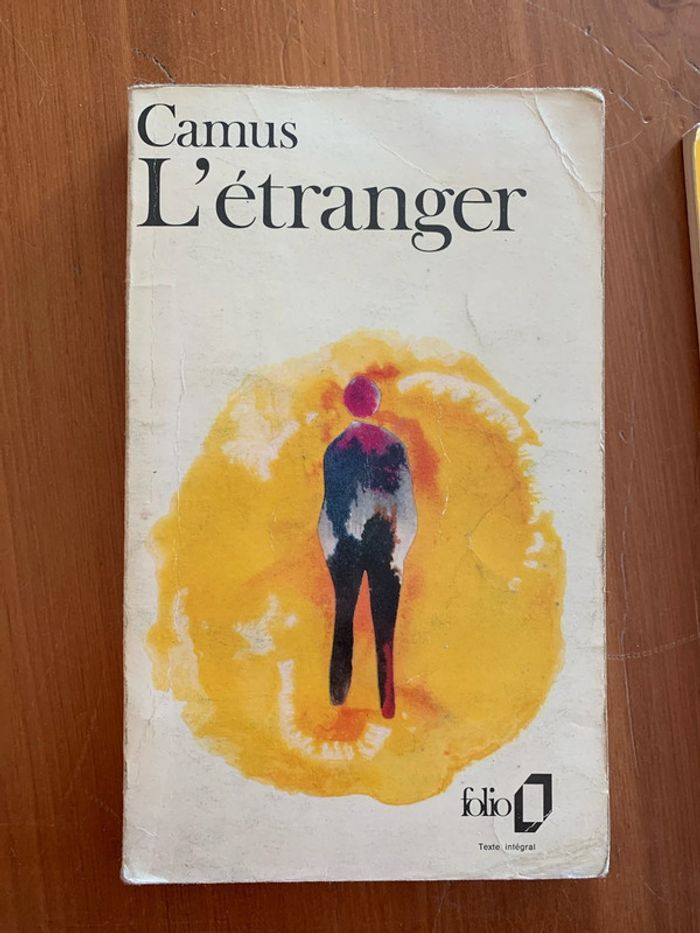 Camus
L'étranger
folio
Texte intégral